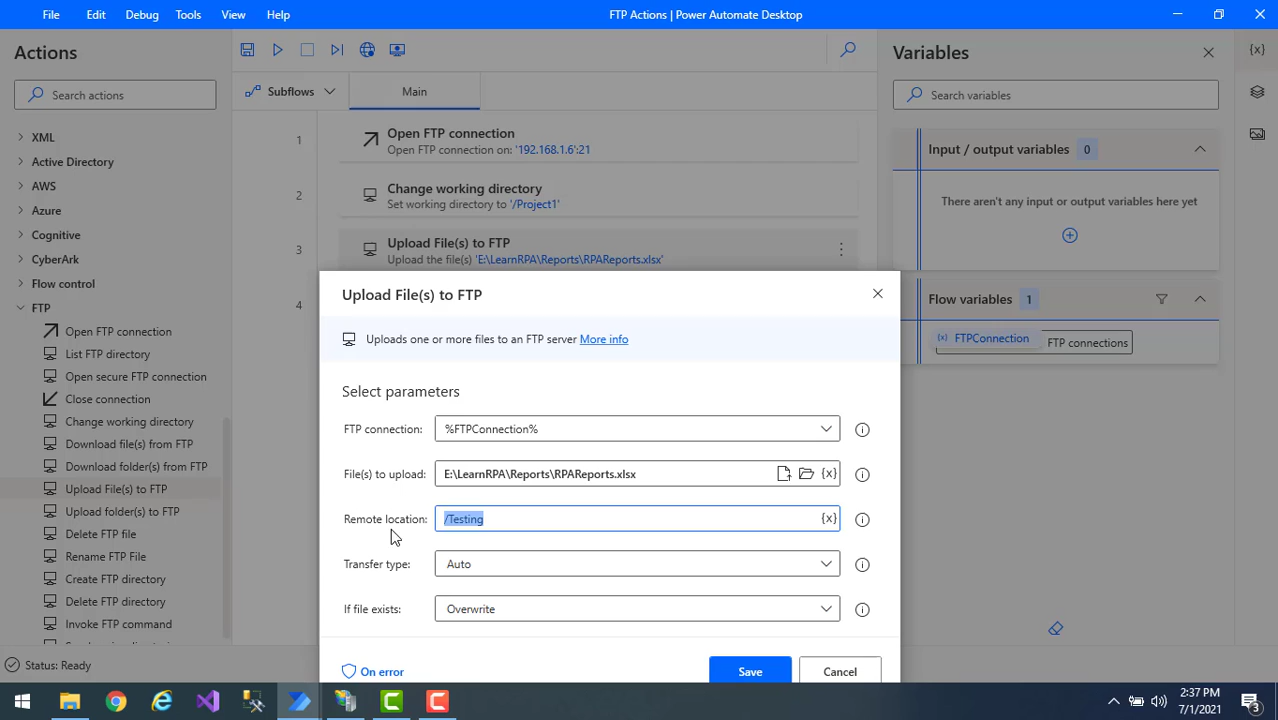 File Edit Debug Tools View Help FTP Actions | Power Automate Desktop
Actions
Search actions
XML
Active Directory
AWS
Azure
Cognitive
CyberArk
Flow control
FTP
Open FTP connection
List FTP directory
Open secure FTP connection
Close connection
Change working directory
Download file(s) from FTP
Download folder(s) from FTP
Upload File(s) to FTP
Upload folder(s) to FTP
Delete FTP file
Rename FTP File
Create FTP directory
Delete FTP directory
Invoke FTP command
Status: Ready
Subflows Main
1 Open FTP connection
Open FTP connection on: '192.168.1.6':21
2 Change working directory
Set working directory to '/Project1'
3 Upload File(s) to FTP
Upload the file(s) 'E:\LearnRPA\Reports\RPAReports.xlsx'
4
Upload File(s) to FTP
Uploads one or more files to an FTP server More info
Select parameters
FTP connection: %FTPConnection%
File(s) to upload: E:\LearnRPA\Reports\RPAReports.xlsx {x}
Remote location: /Testing {x}
Transfer type: Auto
If file exists: Overwrite
On error Save Cancel
Variables {x}
Search variables
Input / output variables 0
There aren't any input or output variables here yet
Flow variables 1
(x) FTPConnection FTP connections
2:37 PM
7/1/2021
3